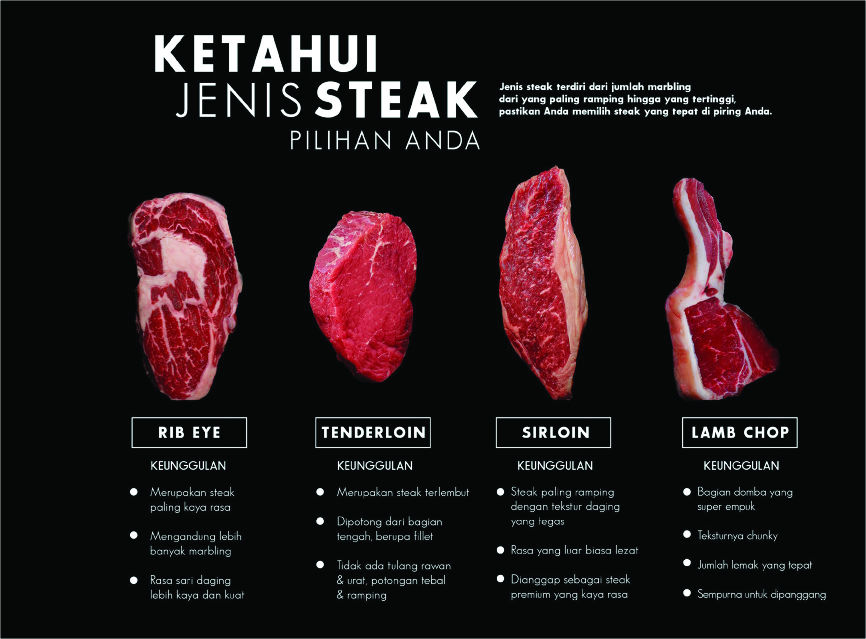 KETAHUI
JENIS STEAK
PILIHAN ANDA
Jenis steak terdiri dari jumlah marbling
dari yang paling ramping hingga yang tertinggi,
pastikan Anda memilih steak yang tepat di piring Anda.
RIB EYE
KEUNGGULAN
Merupakan steak
paling kaya rasa
Mengandung lebih
banyak marbling
Rasa sari daging
lebih kaya dan kuat
TENDERLOIN
KEUNGGULAN
Merupakan steak terlembut
Dipotong dari bagian
tengah, berupa fillet
Tidak ada tulang rawan
& urat, potongan tebal
& ramping
SIRLOIN
KEUNGGULAN
Steak paling ramping
dengan tekstur daging
yang tegas
Rasa yang luar biasa lezat
Dianggap sebagai steak
premium yang kaya rasa
LAMB CHOP
KEUNGGULAN
Bagian domba yang
super empuk
Teksturnya chunky
Jumlah lemak yang tepat
Sempurna untuk dipanggang